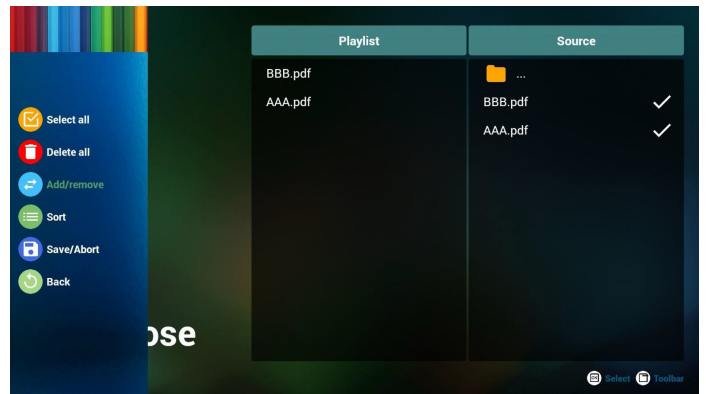 Playlist
Source
BBB.pdf
AAA.pdf
...
BBB.pdf
AAA.pdf
Select all
Delete all
Add/remove
Sort
Save/Abort
Back
ose
Select Toolbar